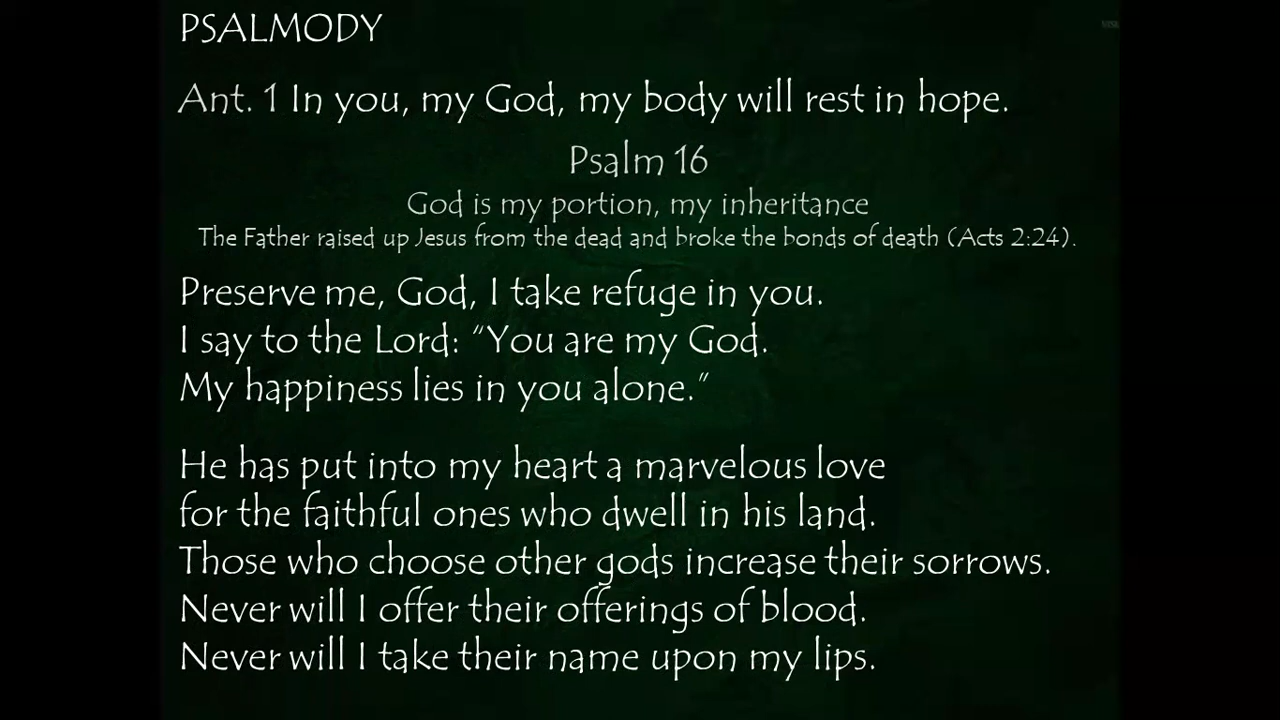 PSALMODY
Ant. 1 In you, my God, my body will rest in hope.
Psalm 16
God is my portion, my inheritance
The Father raised up Jesus from the dead and broke the bonds of death (Acts 2:24).
Preserve me, God, I take refuge in you.
I say to the Lord: “You are my God.
My happiness lies in you alone.”
He has put into my heart a marvelous love
for the faithful ones who dwell in his land.
Those who choose other gods increase their sorrows.
Never will I offer their offerings of blood.
Never will I take their name upon my lips.